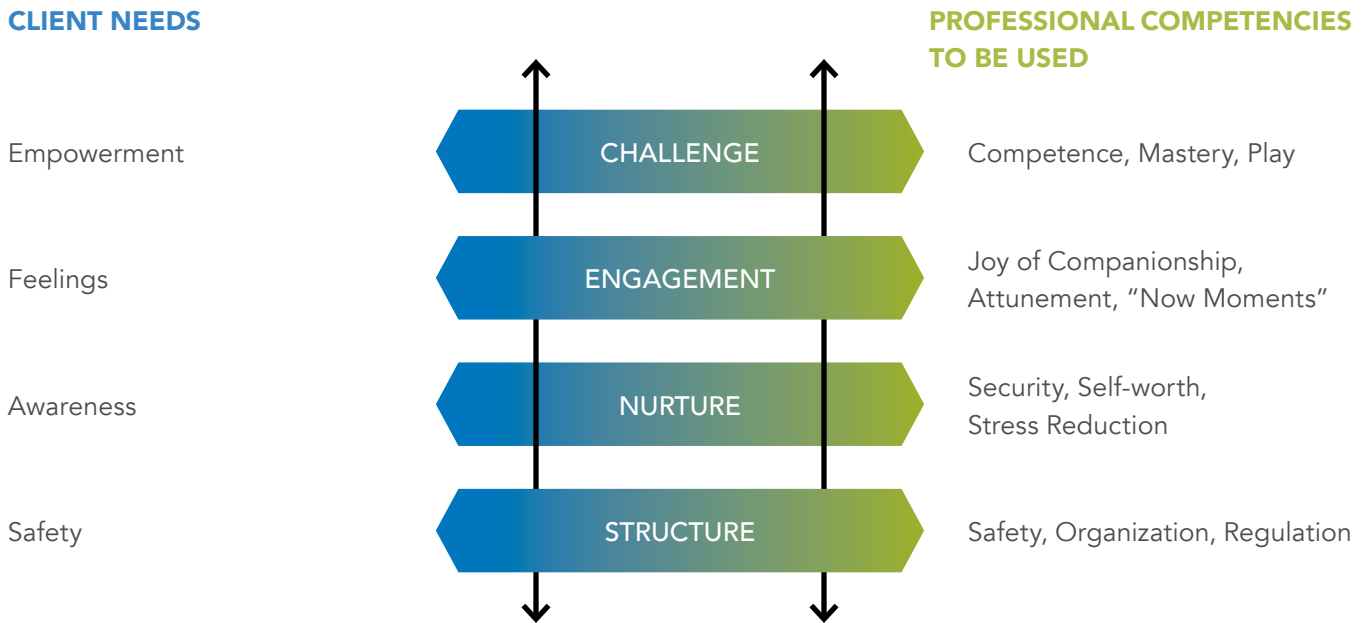 CLIENT NEEDS
PROFESSIONAL COMPETENCIES
TO BE USED
Empowerment
CHALLENGE
Competence, Mastery, Play
Feelings
ENGAGEMENT
Joy of Companionship,
Attunement, “Now Moments”
Awareness
NURTURE
Security, Self-worth,
Stress Reduction
Safety
STRUCTURE
Safety, Organization, Regulation